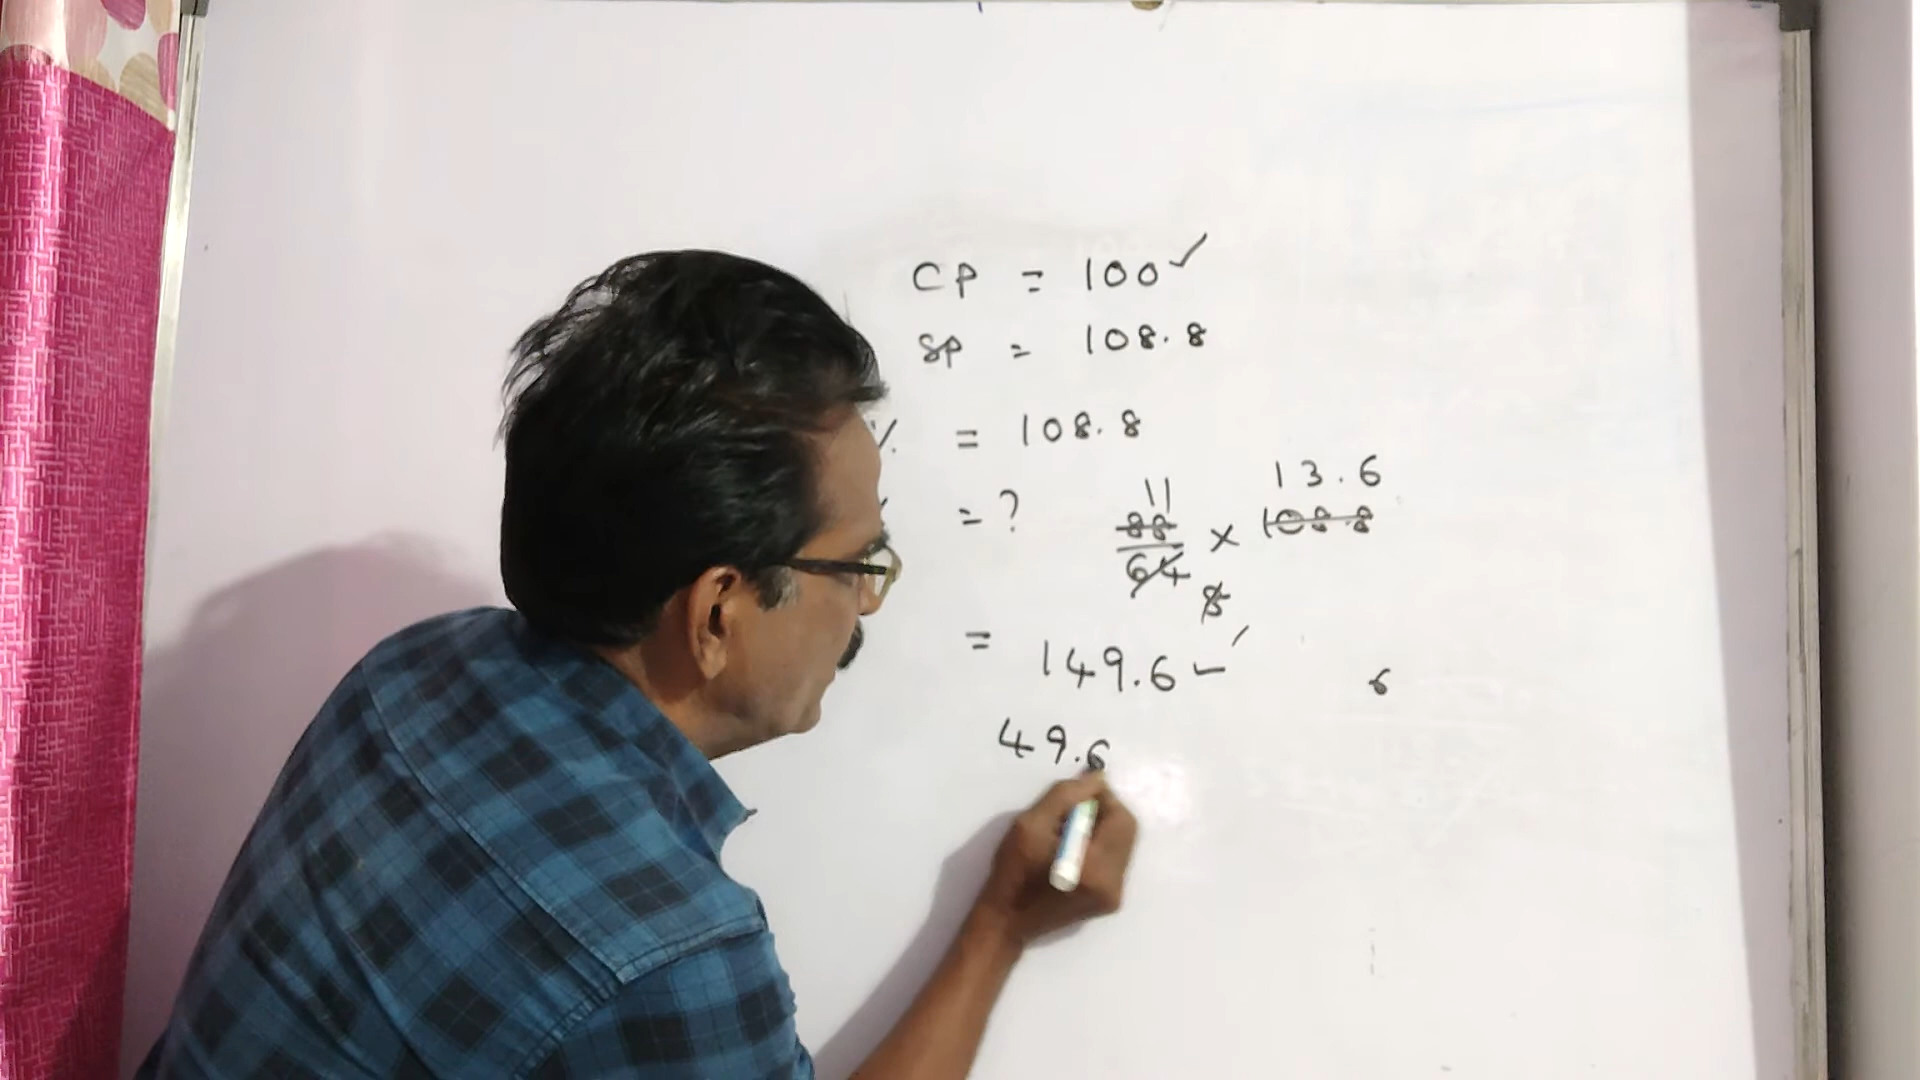 CP = 100 ✓
SP = 108.8
% = 108.8
11 13.6
= ? 88/64 × 108.8
8
= 149.6 ✓
6
49.6